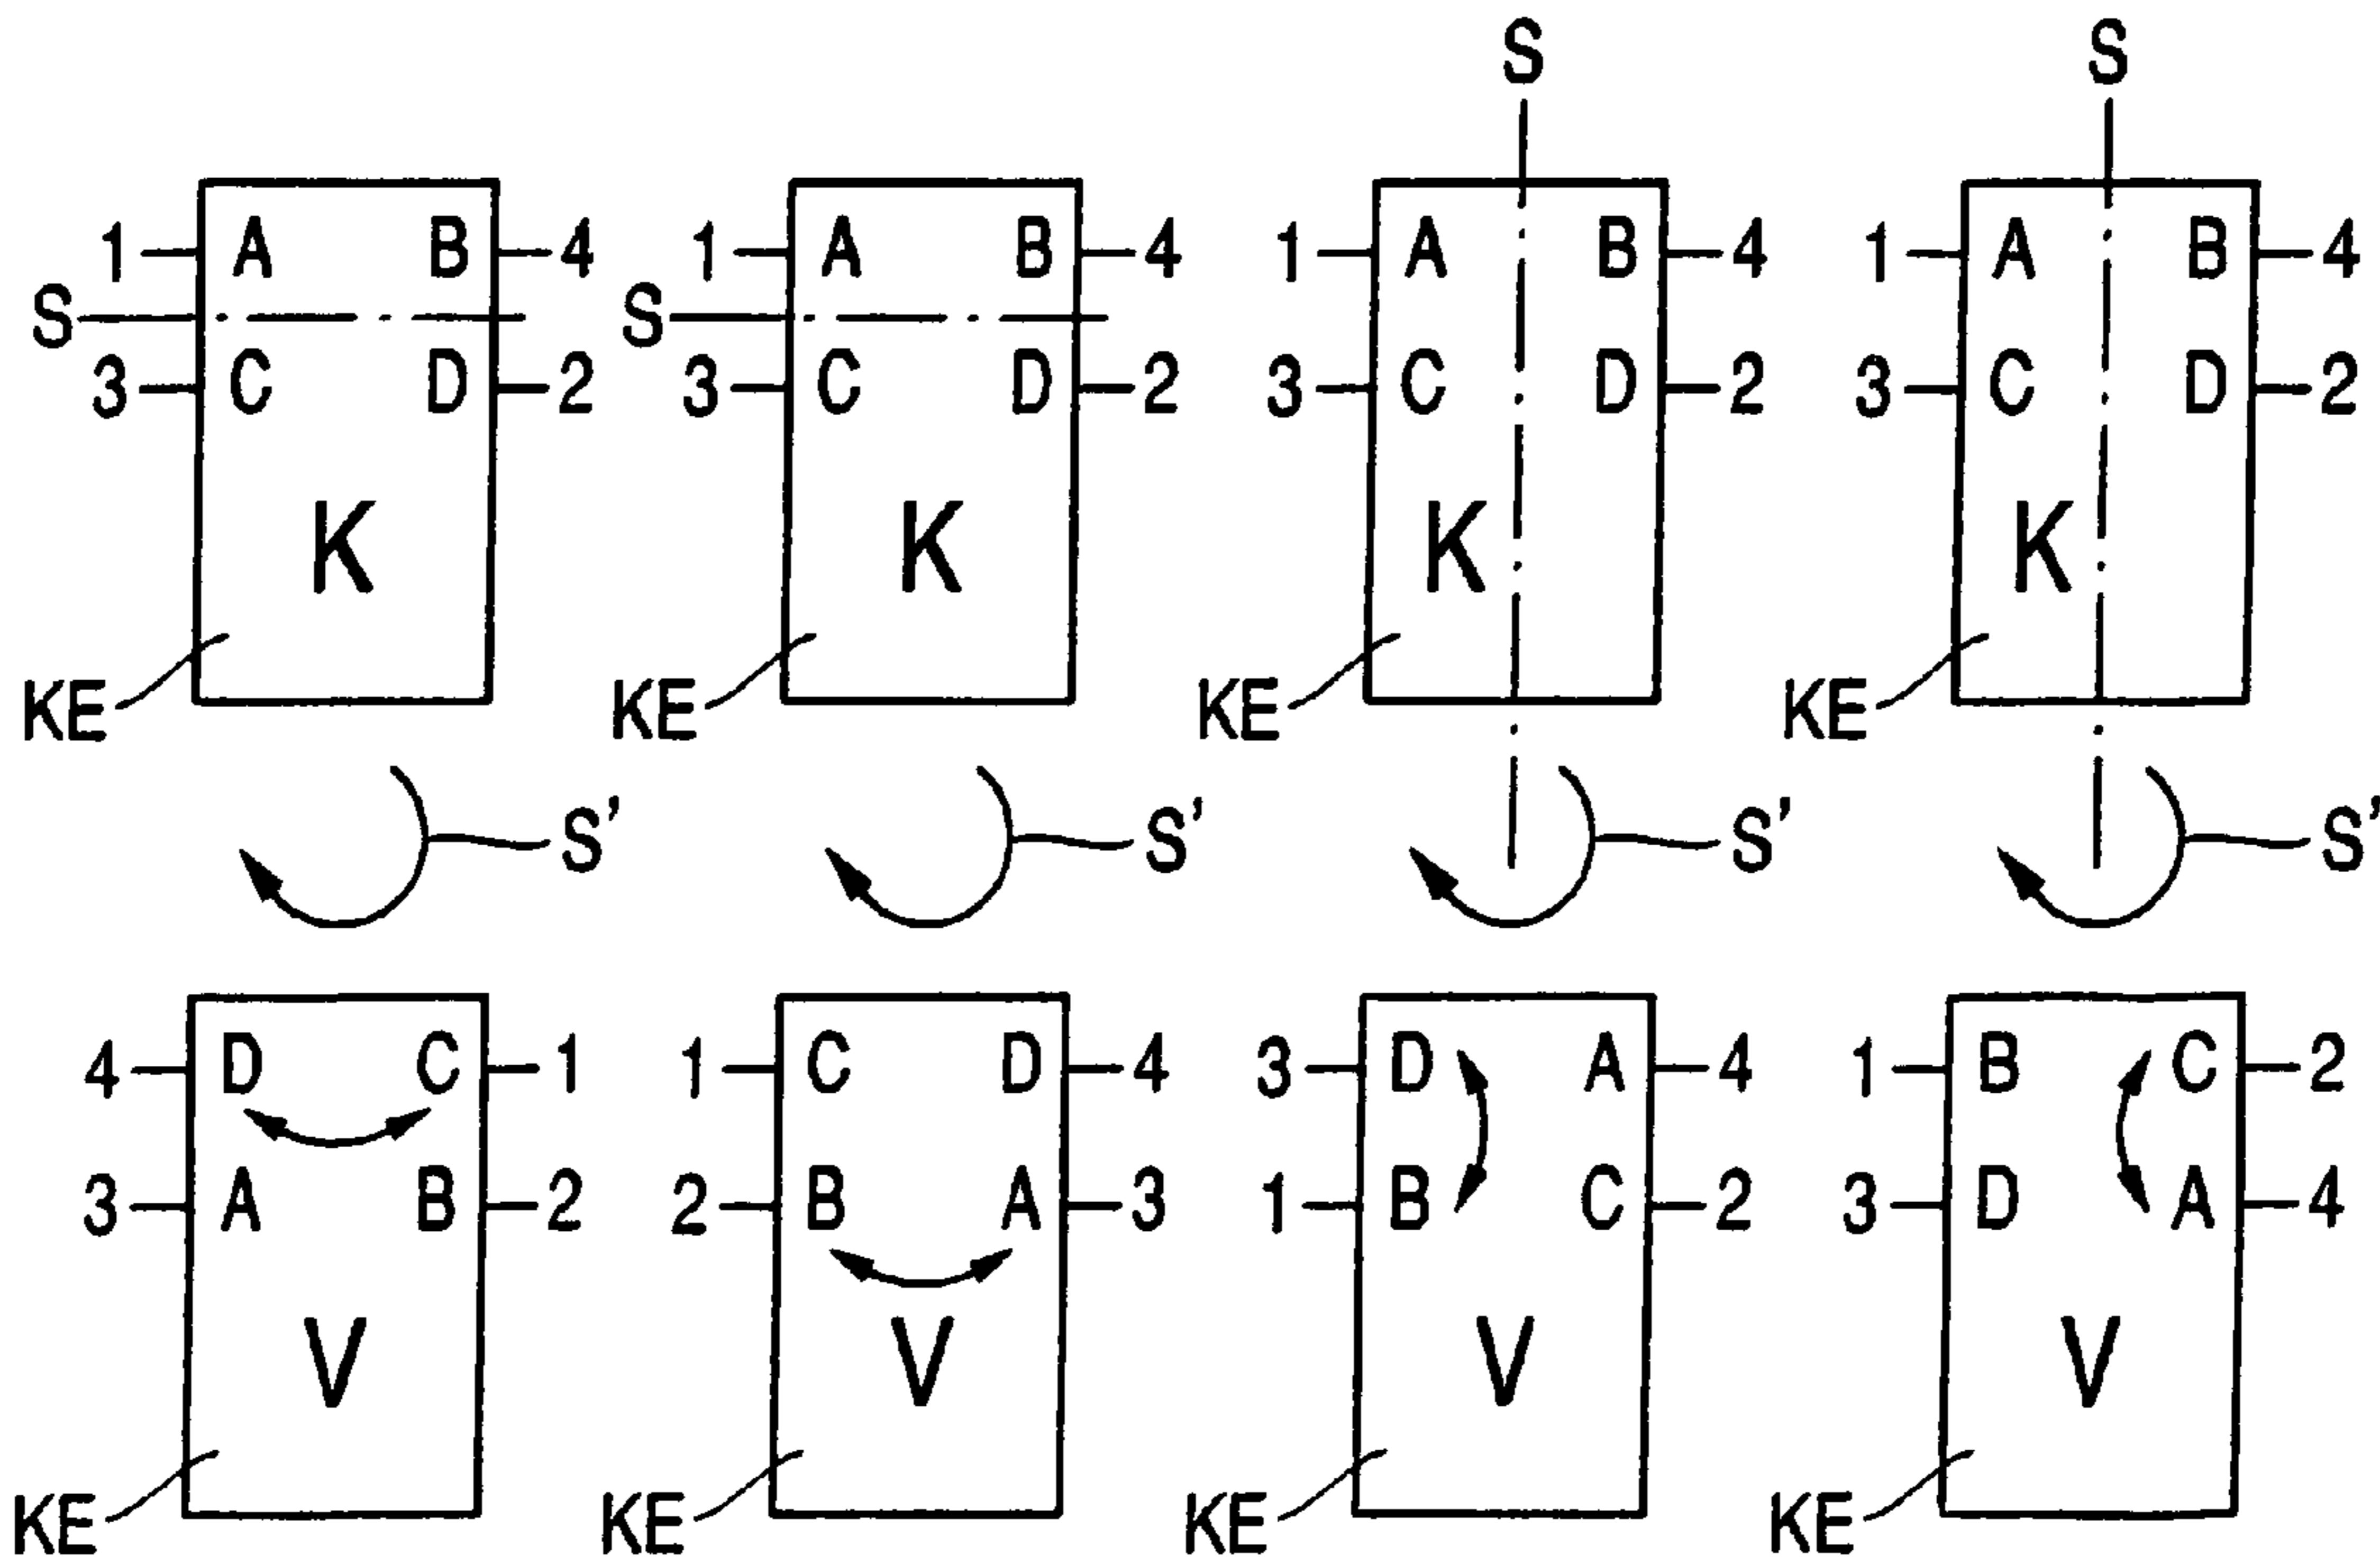 S S
1 A B 4 1 A B 4 1 A B 4 1 A B 4
S S
3 C D 2 3 C D 2 3 C D 2 3 C D 2
K K K K
KE KE KE KE
S' S' S' S'
4 D C 1 1 C D 4 3 D A 4 1 B C 2
3 A B 2 2 B A 3 1 B C 2 3 D A 4
V V V V
KE KE KE KE